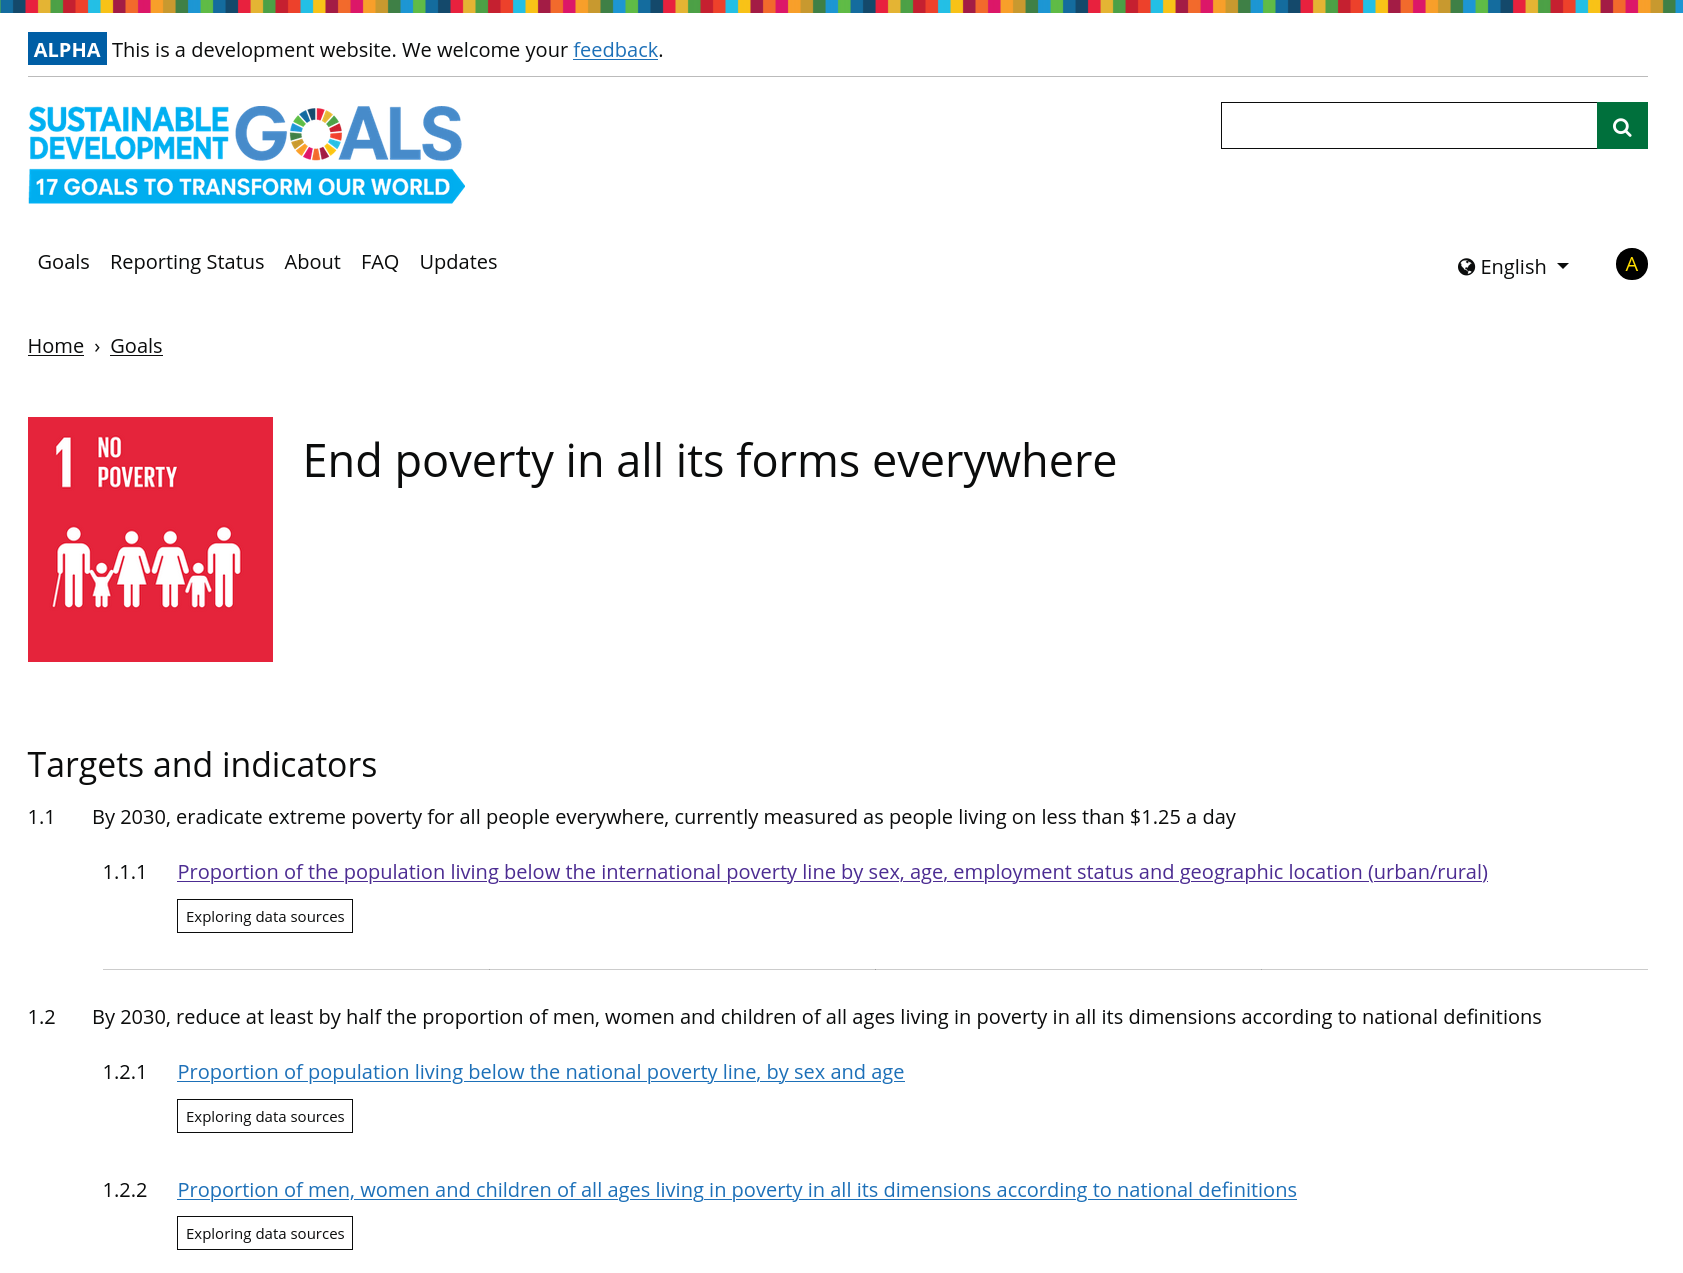 ALPHA This is a development website. We welcome your feedback.
SUSTAINABLE DEVELOPMENT GOALS
17 GOALS TO TRANSFORM OUR WORLD
Goals Reporting Status About FAQ Updates
English
A
Home › Goals
1 NO POVERTY
End poverty in all its forms everywhere
Targets and indicators
1.1 By 2030, eradicate extreme poverty for all people everywhere, currently measured as people living on less than $1.25 a day
1.1.1 Proportion of the population living below the international poverty line by sex, age, employment status and geographic location (urban/rural)
Exploring data sources
1.2 By 2030, reduce at least by half the proportion of men, women and children of all ages living in poverty in all its dimensions according to national definitions
1.2.1 Proportion of population living below the national poverty line, by sex and age
Exploring data sources
1.2.2 Proportion of men, women and children of all ages living in poverty in all its dimensions according to national definitions
Exploring data sources